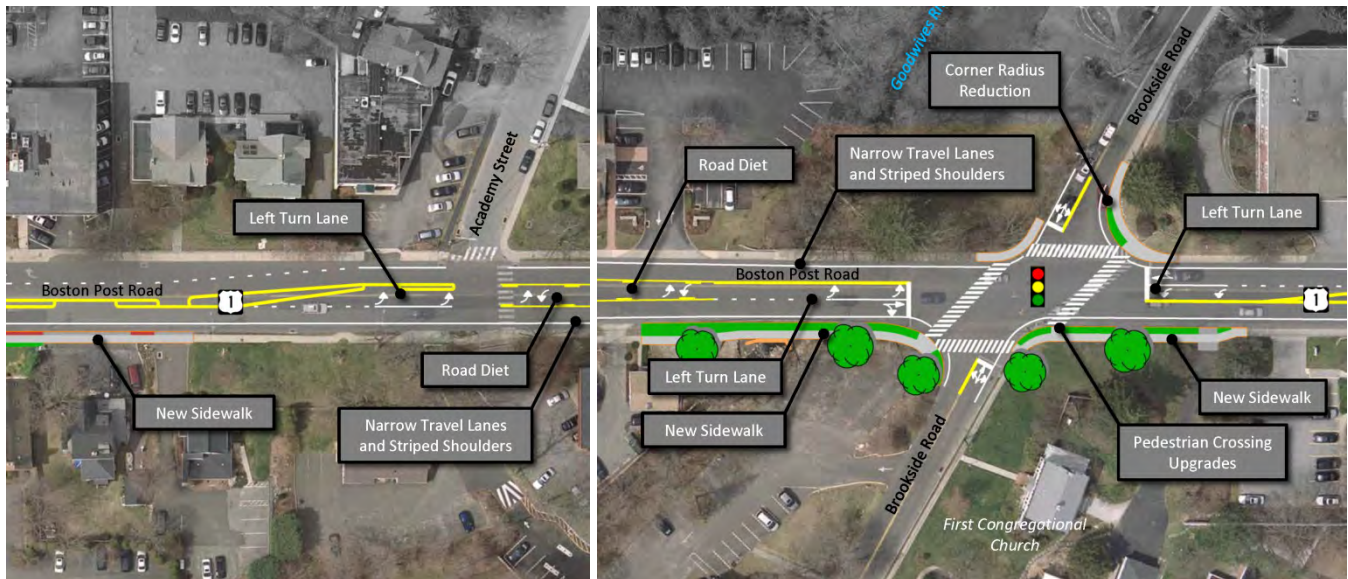 Academy Street
Left Turn Lane
Boston Post Road
1
Road Diet
New Sidewalk
Narrow Travel Lanes
and Striped Shoulders
Goodwives Ri
Corner Radius
Reduction
Brookside Road
Road Diet
Narrow Travel Lanes
and Striped Shoulders
Left Turn Lane
Boston Post Road
1
Left Turn Lane
New Sidewalk
New Sidewalk
Pedestrian Crossing
Upgrades
Brookside Road
First Congregational
Church